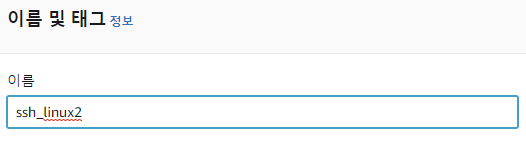 이름 및 태그 정보
이름
ssh_linux2